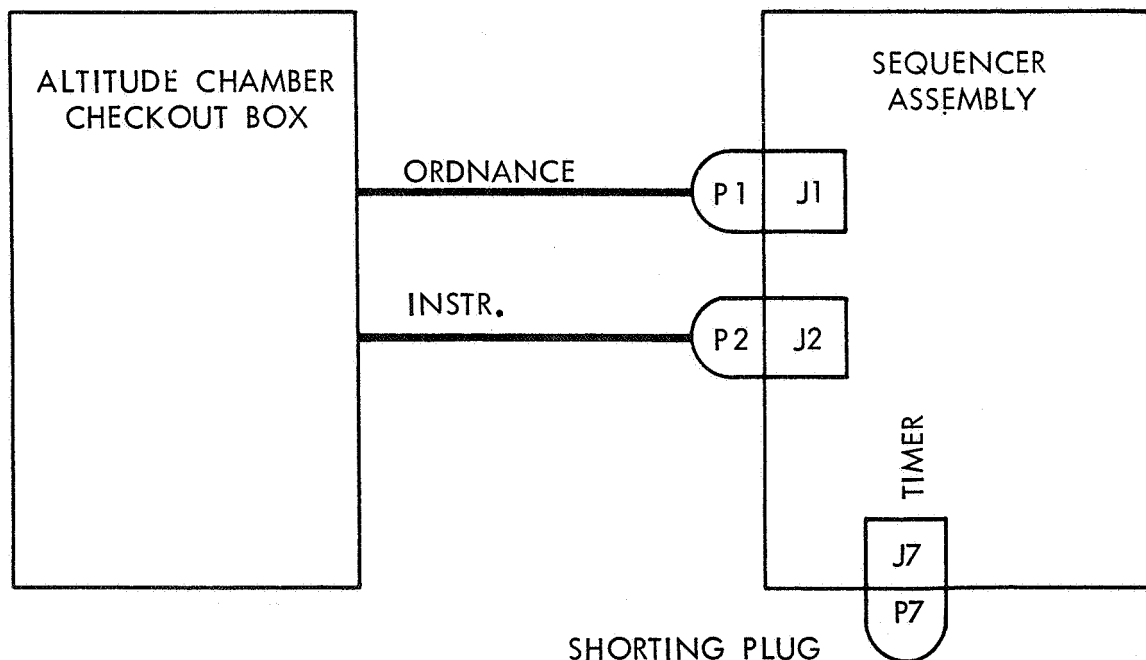 ALTITUDE CHAMBER
CHECKOUT BOX
SEQUENCER
ASSEMBLY
ORDNANCE
P1
J1
INSTR.
P2
J2
TIMER
J7
P7
SHORTING PLUG